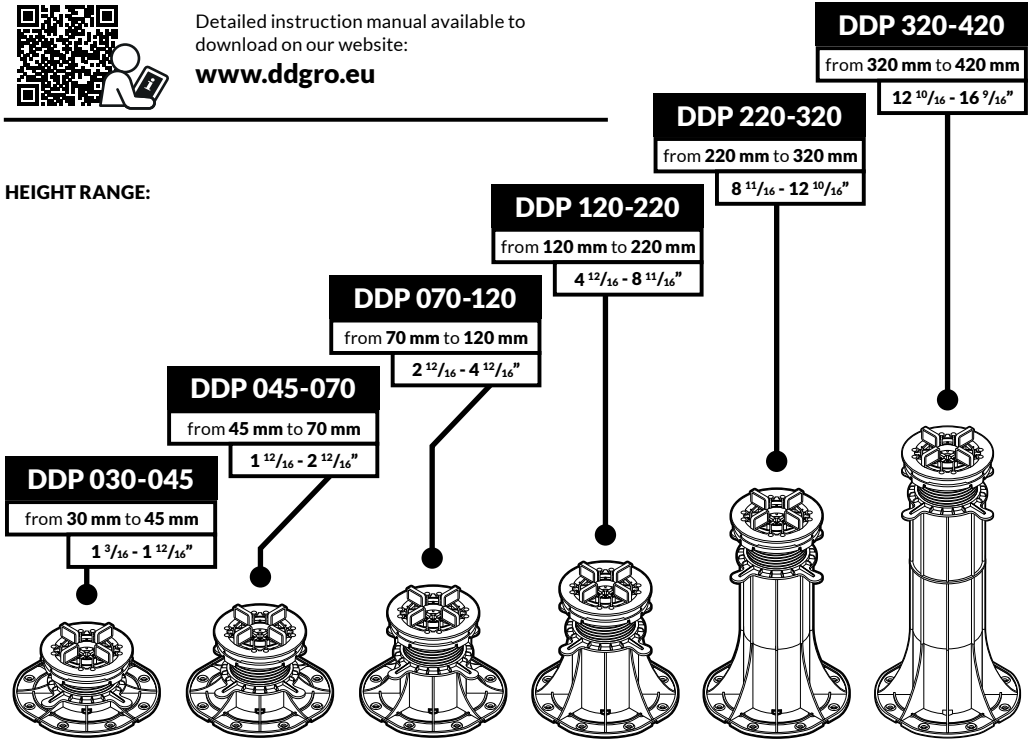 Detailed instruction manual available to
download on our website:
www.ddgro.eu
HEIGHT RANGE:
DDP 030-045
from 30 mm to 45 mm
1 3/16 - 1 12/16”
DDP 045-070
from 45 mm to 70 mm
1 12/16 - 2 12/16”
DDP 070-120
from 70 mm to 120 mm
2 12/16 - 4 12/16”
DDP 120-220
from 120 mm to 220 mm
4 12/16 - 8 11/16”
DDP 220-320
from 220 mm to 320 mm
8 11/16 - 12 10/16”
DDP 320-420
from 320 mm to 420 mm
12 10/16 - 16 9/16”